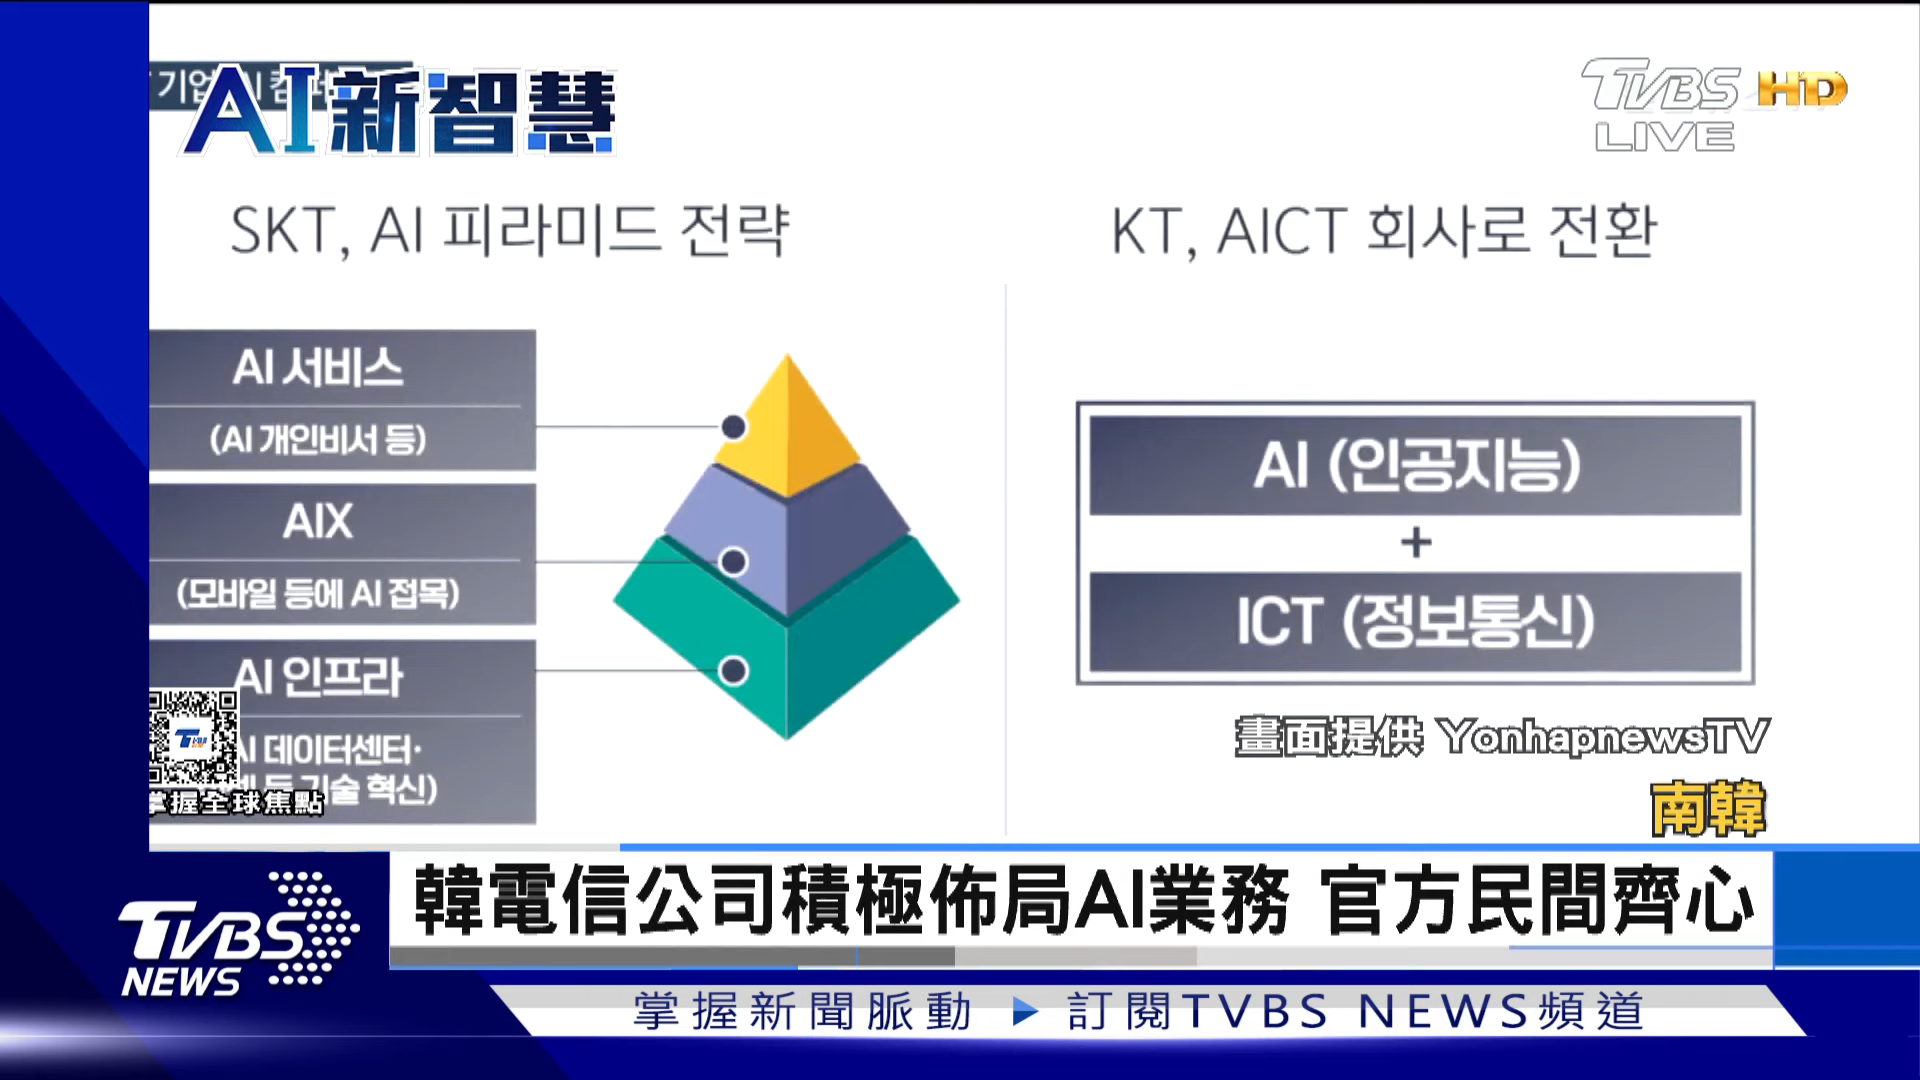 기업
AI新智慧
TVBS HD
LIVE
SKT, AI 피라미드 전략
KT, AICT 회사로 전환
AI 서비스
(AI 개인비서 등)
AIX
(모바일 등에 AI 접목)
AI 인프라
AI 데이터센터·
등 기술 혁신)
AI (인공지능)
+
ICT (정보통신)
TVBS
掌握全球焦點
畫面提供 YonhapnewsTV
南韓
韓電信公司積極佈局AI業務 官方民間齊心
TVBS
NEWS
掌握新聞脈動 ▶ 訂閱TVBS NEWS頻道